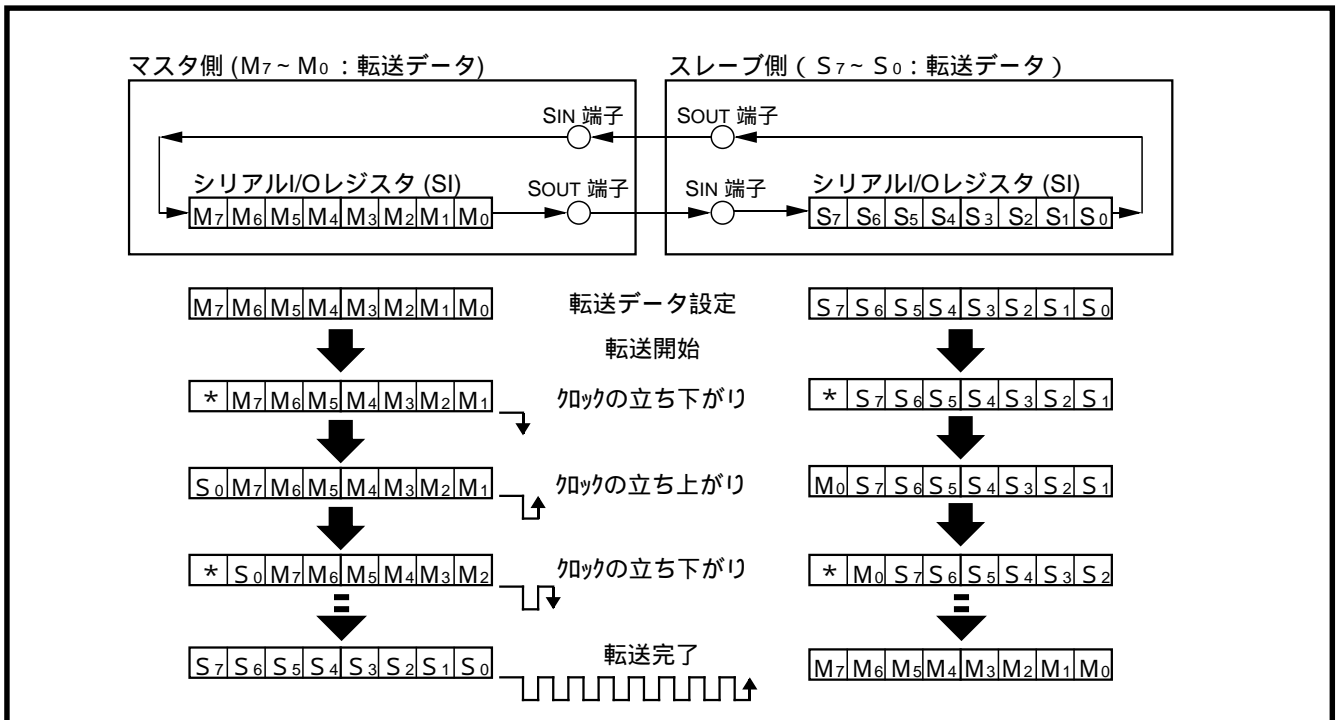 マスタ側 (M7 ~ M0 : 転送データ) スレーブ側 ( S7 ~ S0 : 転送データ )
SIN 端子 SOUT 端子
シリアルI/Oレジスタ (SI) SOUT 端子 SIN 端子 シリアルI/Oレジスタ (SI)
M7 M6 M5 M4 M3 M2 M1 M0 S7 S6 S5 S4 S3 S2 S1 S0
M7 M6 M5 M4 M3 M2 M1 M0 転送データ設定 S7 S6 S5 S4 S3 S2 S1 S0
転送開始
* M7 M6 M5 M4 M3 M2 M1 クロックの立ち下がり * S7 S6 S5 S4 S3 S2 S1
S0 M7 M6 M5 M4 M3 M2 M1 クロックの立ち上がり M0 S7 S6 S5 S4 S3 S2 S1
* S0 M7 M6 M5 M4 M3 M2 クロックの立ち下がり * M0 S7 S6 S5 S4 S3 S2
S7 S6 S5 S4 S3 S2 S1 S0 転送完了 M7 M6 M5 M4 M3 M2 M1 M0